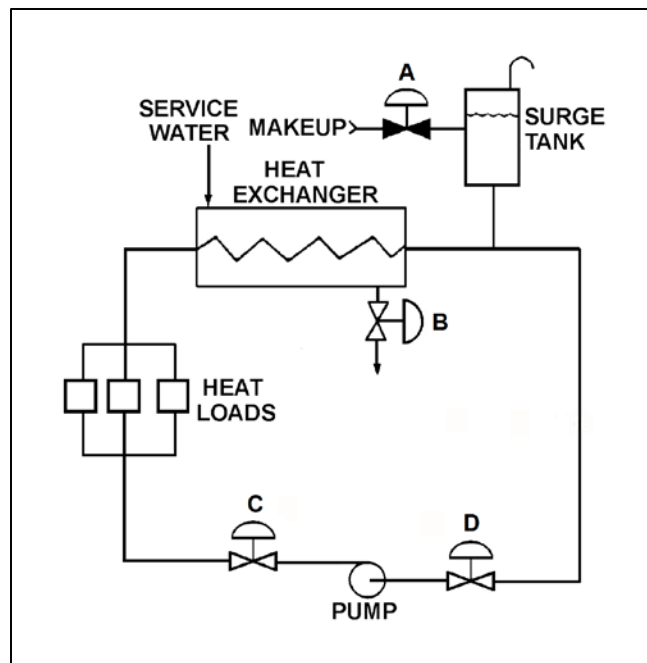 A
SERVICE
WATER
MAKEUP
SURGE
TANK
HEAT
EXCHANGER
B
HEAT
LOADS
C
D
PUMP